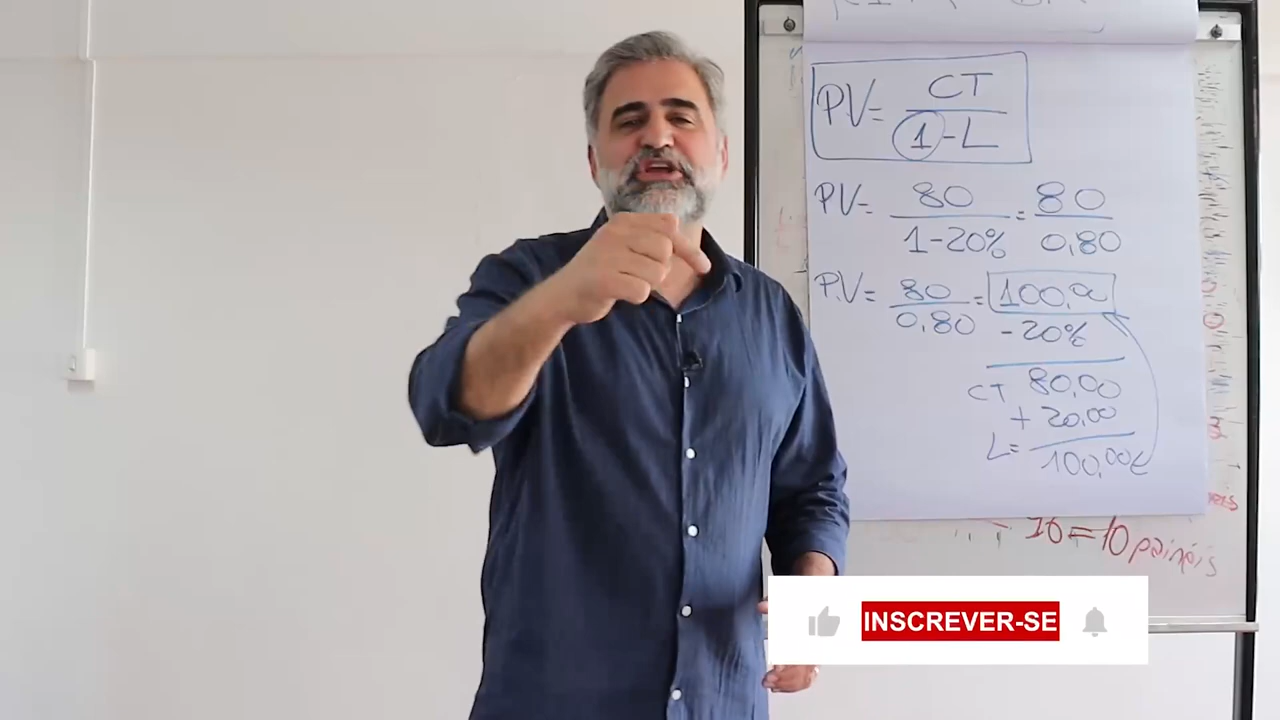 PV= CT
1-L
PV= 80 = 80
1-20% 0,80
PV= 80 = 100,00
0,80 -20%
CT 80,00
+ 20,00
L= 100,00
16=10 painéis
INSCREVER-SE